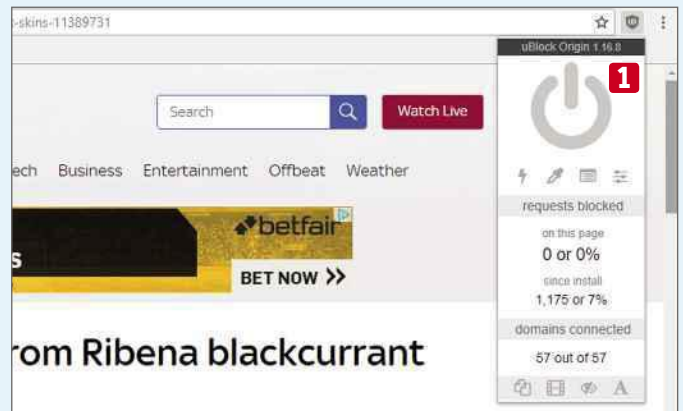 -skins-11389731
uBlock Origin 1.16.8
1
Search
Watch Live
ech Business Entertainment Offbeat Weather
requests blocked
on this page
0 or 0%
since install
1,175 or 7%
domains connected
57 out of 57
betfair
S
BET NOW >>
rom Ribena blackcurrant
A